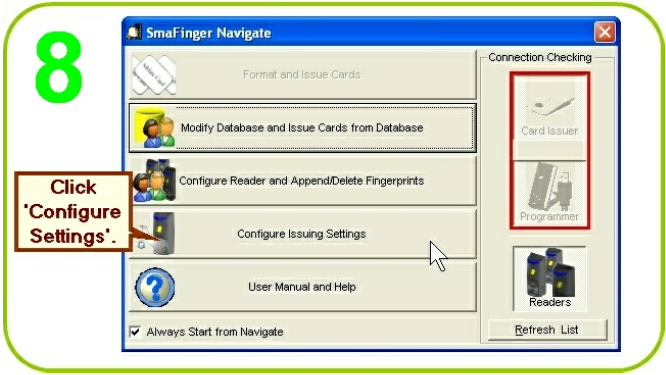 8
SmaFinger Navigate
Format and Issue Cards
Modify Database and Issue Cards from Database
Configure Reader and Append/Delete Fingerprints
Click
'Configure
Settings'.
Configure Issuing Settings
User Manual and Help
Always Start from Navigate
Connection Checking
Card Issuer
Programmer
Readers
Refresh List